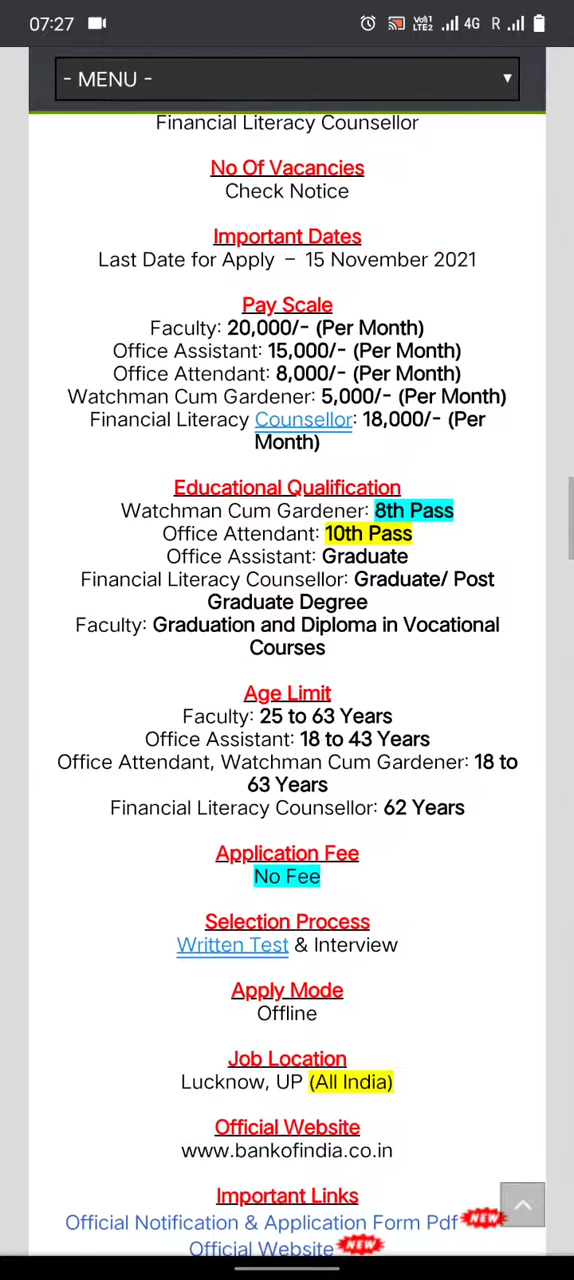 07:27
Vo)) 1
LTE2
4G
R
- MENU -
Financial Literacy Counsellor
No Of Vacancies
Check Notice
Important Dates
Last Date for Apply – 15 November 2021
Pay Scale
Faculty: 20,000/- (Per Month)
Office Assistant: 15,000/- (Per Month)
Office Attendant: 8,000/- (Per Month)
Watchman Cum Gardener: 5,000/- (Per Month)
Financial Literacy Counsellor: 18,000/- (Per
Month)
Educational Qualification
Watchman Cum Gardener: 8th Pass
Office Attendant: 10th Pass
Office Assistant: Graduate
Financial Literacy Counsellor: Graduate/ Post
Graduate Degree
Faculty: Graduation and Diploma in Vocational
Courses
Age Limit
Faculty: 25 to 63 Years
Office Assistant: 18 to 43 Years
Office Attendant, Watchman Cum Gardener: 18 to
63 Years
Financial Literacy Counsellor: 62 Years
Application Fee
No Fee
Selection Process
Written Test & Interview
Apply Mode
Offline
Job Location
Lucknow, UP (All India)
Official Website
www.bankofindia.co.in
Important Links
Official Notification & Application Form Pdf NEW
Official Website NEW